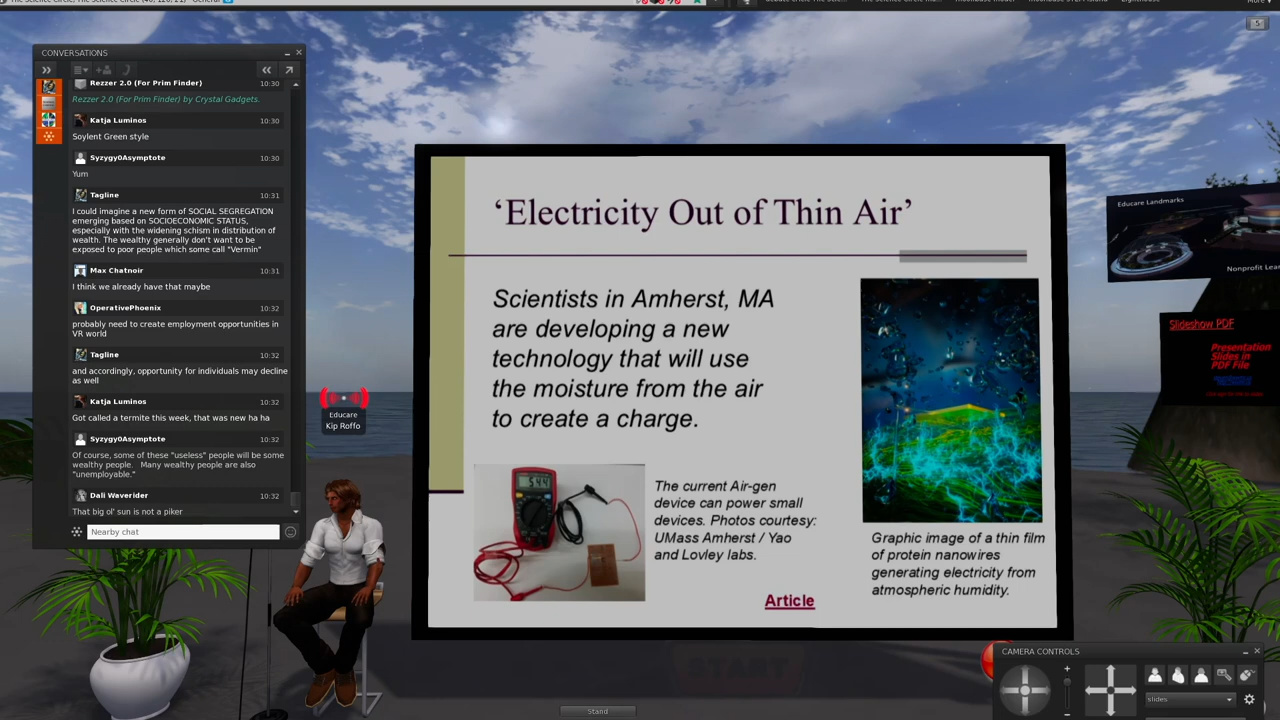 CONVERSATIONS
Rezzer 2.0 (For Prim Finder) 10:30
Rezzer 2.0 (For Prim Finder) by Crystal Gadgets.
Katja Luminos 10:30
Soylent Green style
Syzygy0Asymptote 10:30
Yum
Tagline 10:31
I could imagine a new form of SOCIAL SEGREGATION
emerging based on SOCIOECONOMIC STATUS,
especially with the widening schism in distribution of
wealth. The wealthy generally don't want to be
exposed to poor people which some call "Vermin"
Max Chatnoir 10:31
I think we already have that maybe
OperativePhoenix 10:32
probably need to create employment opportunities in
VR world
Tagline 10:32
and accordingly, opportunity for individuals may decline
as well
Katja Luminos 10:32
Got called a termite this week, that was new ha ha
Syzygy0Asymptote 10:32
Of course, some of these "useless" people will be some
wealthy people. Many wealthy people are also
"unemployable."
Dali Waverider 10:32
That big ol' sun is not a piker
Nearby chat
Educare
Kip Roffo
'Electricity Out of Thin Air'
Scientists in Amherst, MA
are developing a new
technology that will use
the moisture from the air
to create a charge.
The current Air-gen
device can power small
devices. Photos courtesy:
UMass Amherst / Yao
and Lovley labs.
Article
Graphic image of a thin film
of protein nanowires
generating electricity from
atmospheric humidity.
Educare Landmarks
Nonprofit Lear
Slideshow PDF
Presentation
Slides in
PDF File
START
Stand
CAMERA CONTROLS
slides
5
More